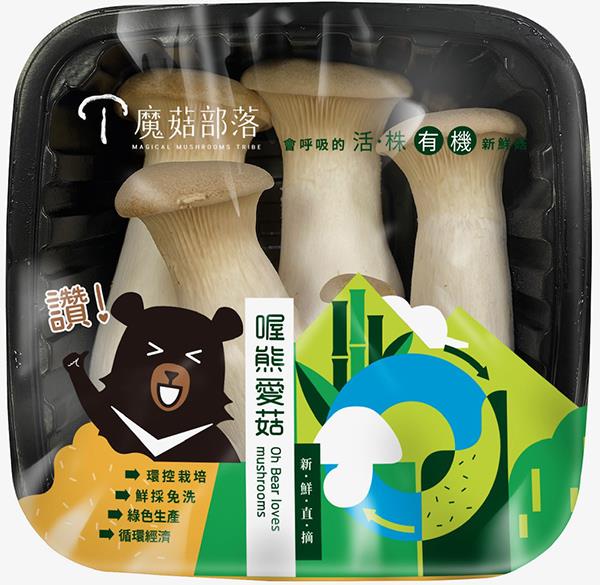 魔菇部落
MAGICAL MUSHROOMS TRIBE
會呼吸的 活·株 有機 新鮮菇
讚!
喔熊愛菇
Oh Bear loves mushrooms
新·鮮·直·摘
環控栽培
鮮採免洗
綠色生產
循環經濟